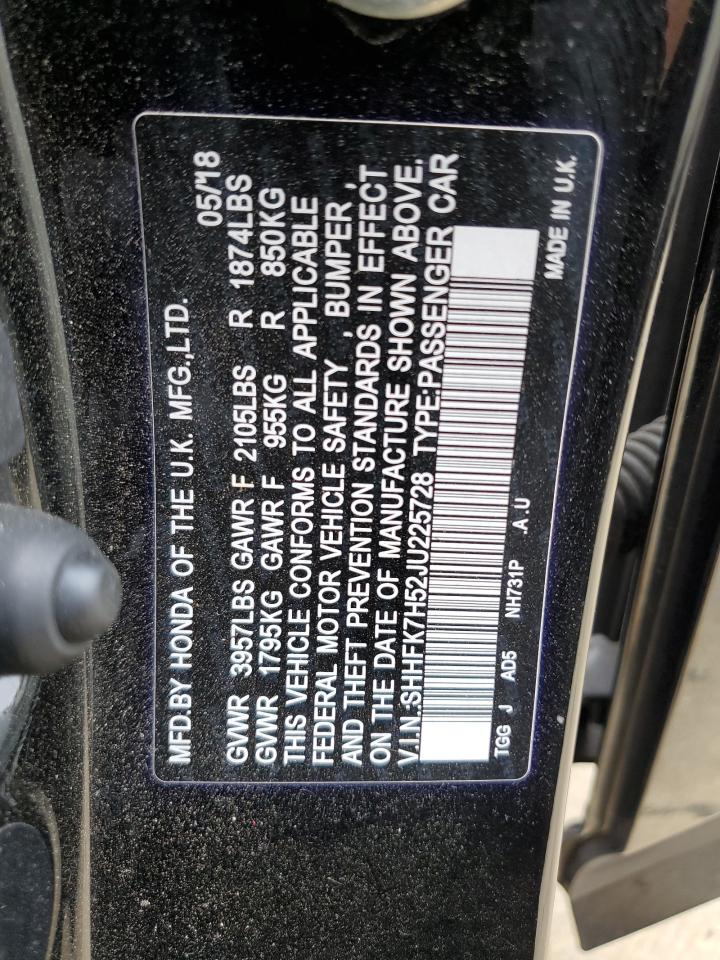 MFD.BY HONDA OF THE U.K. MFG.,LTD. 05/18
GVWR 3957LBS GAWR F 2105LBS R 1874LBS
GVWR 1795KG GAWR F 955KG R 850KG
THIS VEHICLE CONFORMS TO ALL APPLICABLE
FEDERAL MOTOR VEHICLE SAFETY , BUMPER ,
AND THEFT PREVENTION STANDARDS IN EFFECT
ON THE DATE OF MANUFACTURE SHOWN ABOVE.
V.I.N.:SHHFK7H52JU225728 TYPE:PASSENGER CAR
TGG J AD5 NH731P .A.U MADE IN U.K.